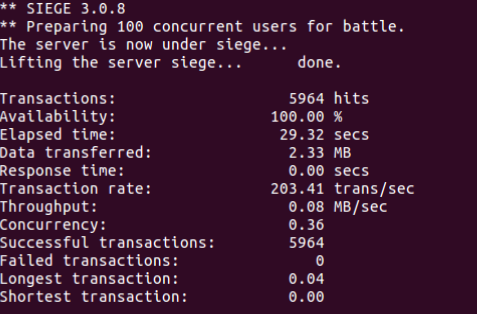 ** SIEGE 3.0.8
** Preparing 100 concurrent users for battle.
The server is now under siege...
Lifting the server siege...      done.

Transactions:                   5964 hits
Availability:                 100.00 %
Elapsed time:                  29.32 secs
Data transferred:               2.33 MB
Response time:                  0.00 secs
Transaction rate:             203.41 trans/sec
Throughput:                     0.08 MB/sec
Concurrency:                    0.36
Successful transactions:        5964
Failed transactions:               0
Longest transaction:            0.04
Shortest transaction:           0.00